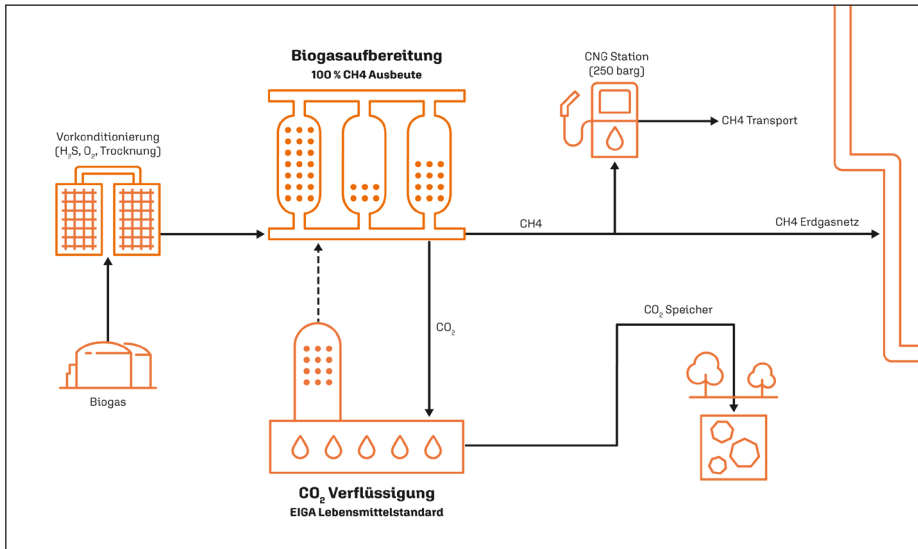 Biogasaufbereitung
100 % CH4 Ausbeute
CNG Station
(250 barg)
CH4 Transport
Vorkonditionierung
(H₂S, O₂, Trocknung)
CH4
CH4 Erdgasnetz
CO₂
CO₂ Speicher
Biogas
CO₂ Verflüssigung
EIGA Lebensmittelstandard